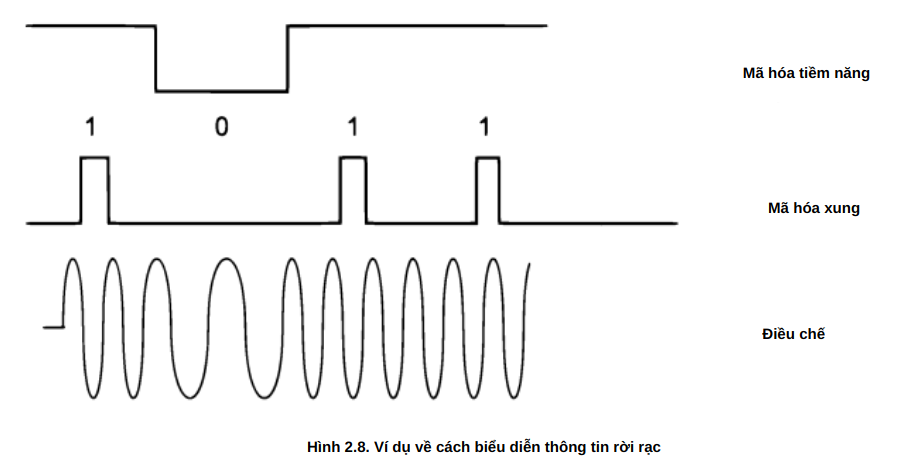 Mã hóa tiềm năng
1 0 1 1
Mã hóa xung
Điều chế
Hình 2.8. Ví dụ về cách biểu diễn thông tin rời rạc